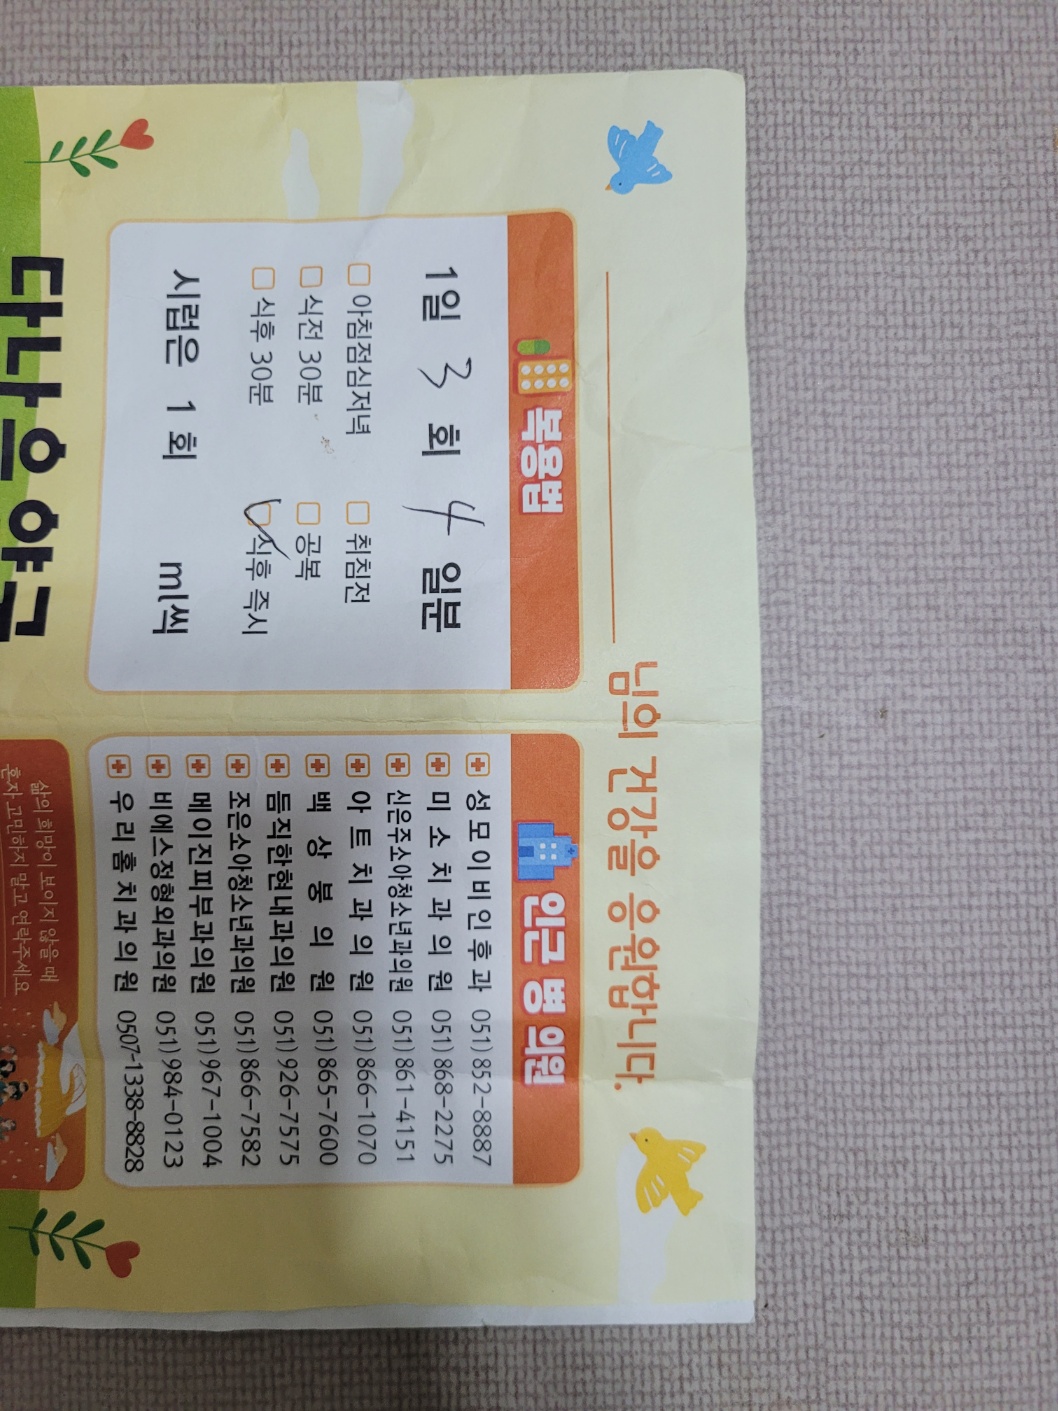 님의 건강을 응원합니다.
복용법
1일 3 회 4 일분
아침점심저녁 취침전
식전 30분 공복
식후 30분 식후 즉시
시럽은 1 회 ml씩
인근 병 의원
성모이비인후과 051)852-8887
미소치과의원 051)868-2275
신은주소아청소년과의원 051)861-4151
아트치과의원 051)866-1070
백상봉의원 051)865-7600
듬직한현내과의원 051)926-7575
조은소아청소년과의원 051)866-7582
메이진피부과의원 051)967-1004
비에스정형외과의원 051)984-0123
우리홈치과의원 0507-1338-8828
다나을약국
삶의 희망이 보이지 않을 때
혼자 고민하지 말고 연락주세요